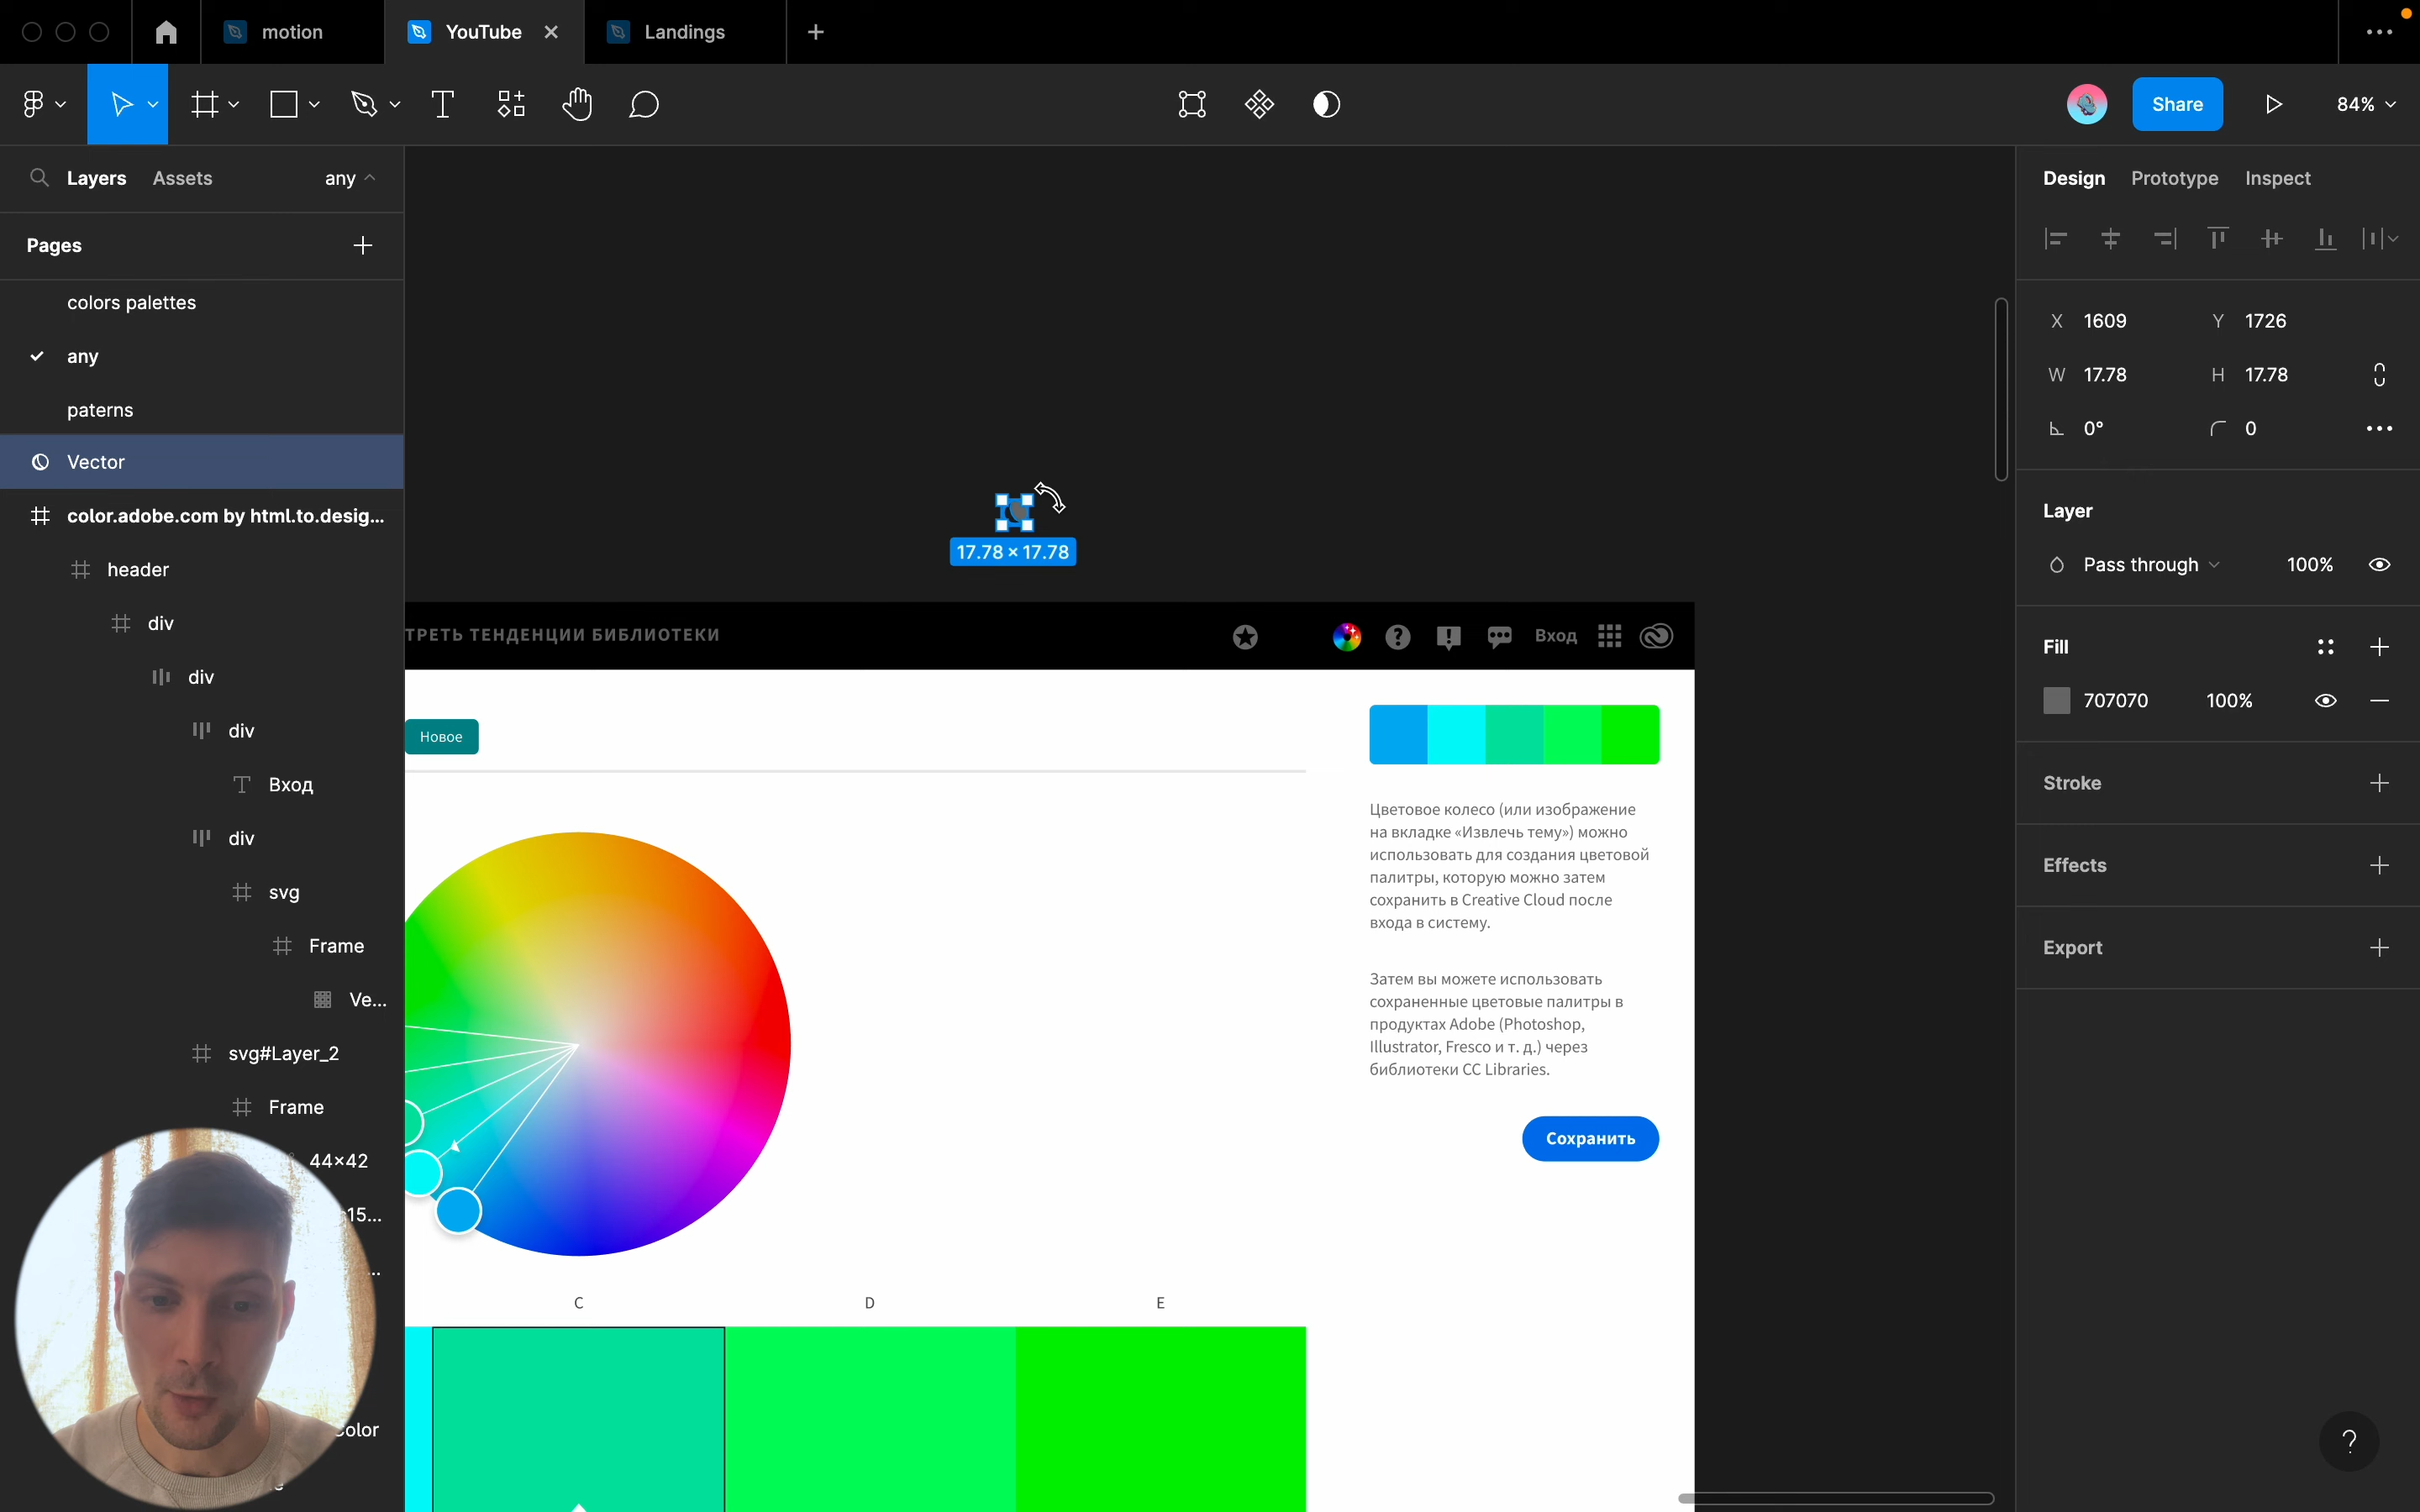 motion
YouTube
Landings
Share
84%
Layers
Assets
any
Pages
colors palettes
any
paterns
Vector
color.adobe.com by html.to.desig...
header
div
div
div
Вход
div
svg
Frame
Ve...
svg#Layer_2
Frame
44×42
15...
...
color
17.78 × 17.78
ТРЕТЬ ТЕНДЕНЦИИ БИБЛИОТЕКИ
Вход
Новое
Цветовое колесо (или изображение
на вкладке «Извлечь тему») можно
использовать для создания цветовой
палитры, которую можно затем
сохранить в Creative Cloud после
входа в систему.
Затем вы можете использовать
сохраненные цветовые палитры в
продуктах Adobe (Photoshop,
Illustrator, Fresco и т. д.) через
библиотеки CC Libraries.
Сохранить
C
D
E
Design
Prototype
Inspect
X 1609
Y 1726
W 17.78
H 17.78
0°
0
Layer
Pass through
100%
Fill
707070
100%
Stroke
Effects
Export
?